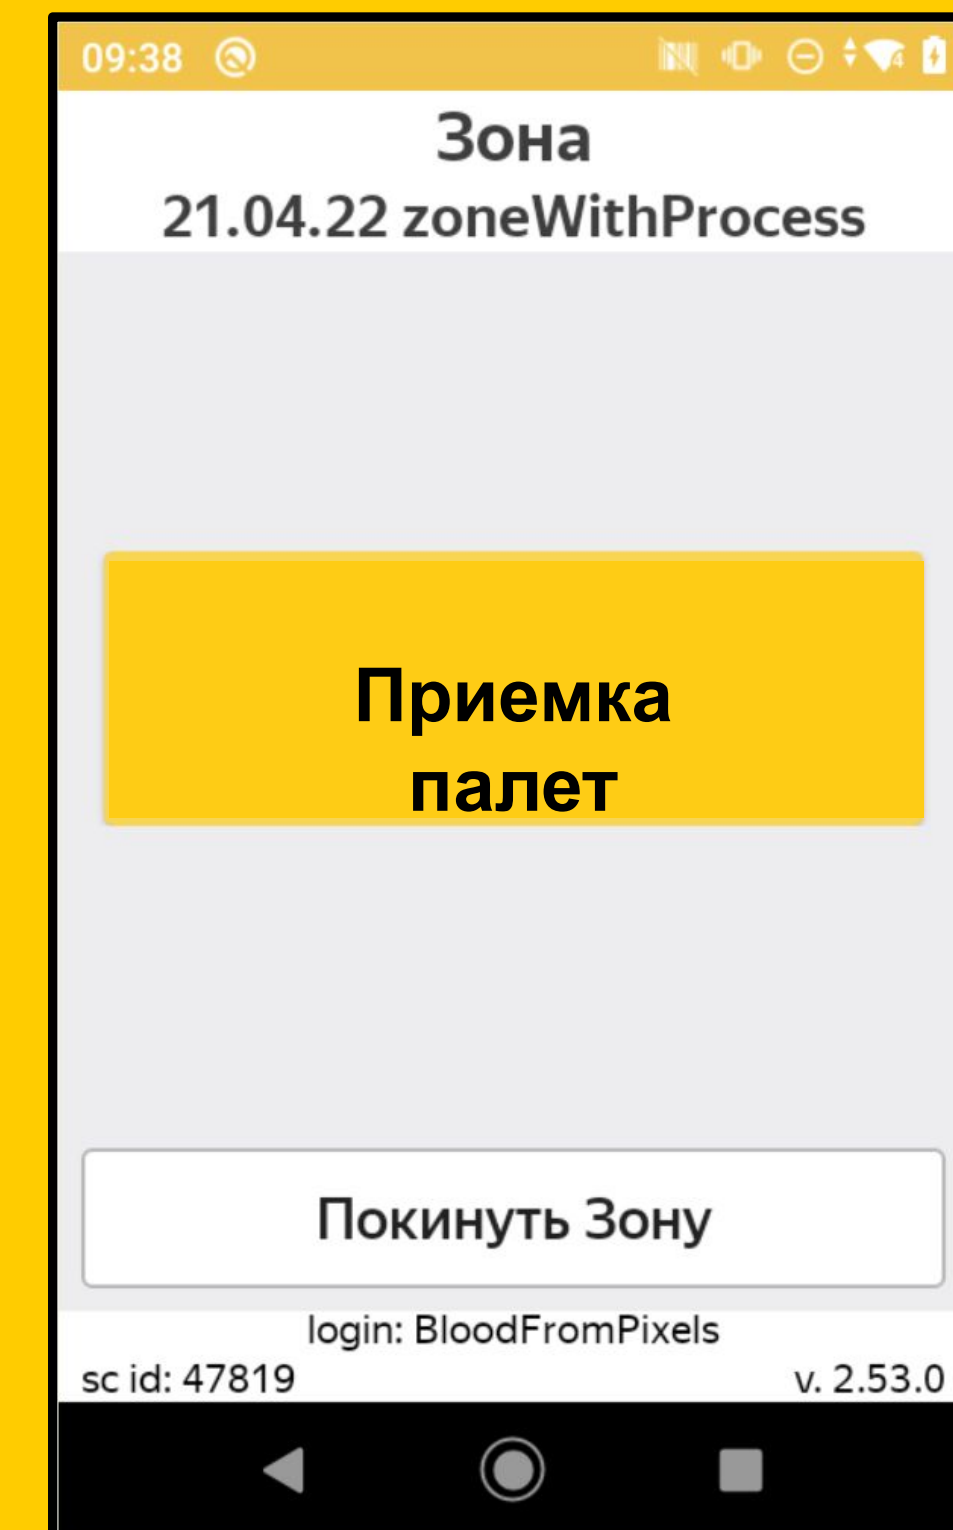 09:38
Зона
21.04.22 zoneWithProcess
Приемка
палет
Покинуть Зону
login: BloodFromPixels
sc id: 47819 v. 2.53.0